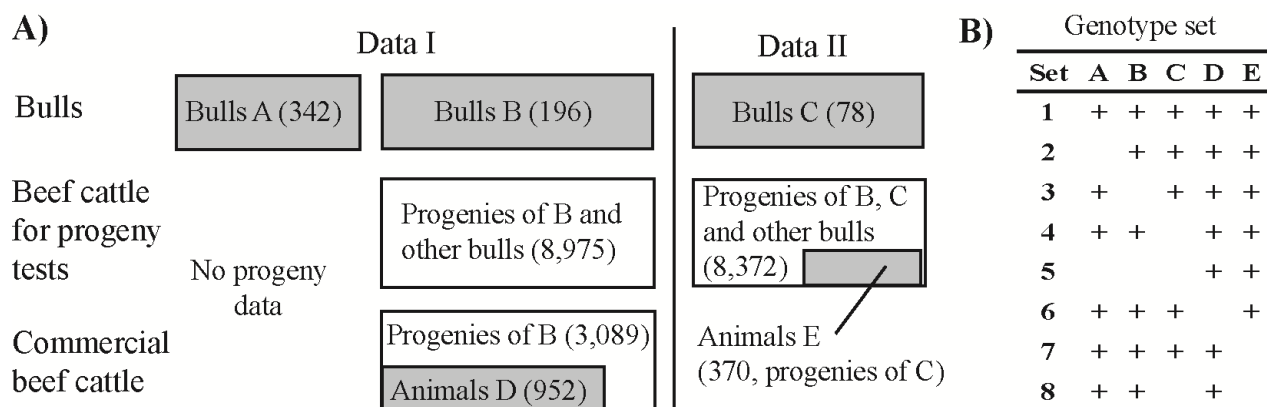 A)
Data I
Data II
Bulls
Bulls A (342)
Bulls B (196)
Bulls C (78)
Beef cattle
for progeny
tests
No progeny
data
Progenies of B and
other bulls (8,975)
Progenies of B, C
and other bulls
(8,372)
Commercial
beef cattle
Progenies of B (3,089)
Animals D (952)
Animals E
(370, progenies of C)
B)
Genotype set
Set A B C D E
1 + + + + +
2 + + + +
3 + + + +
4 + + + +
5 + +
6 + + + +
7 + + + +
8 + + +